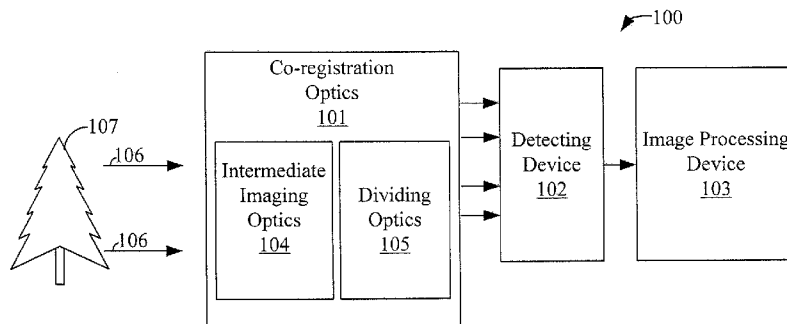 100
Co-registration
Optics
101
107
106
106
Intermediate
Imaging
Optics
104
Dividing
Optics
105
Detecting
Device
102
Image Processing
Device
103